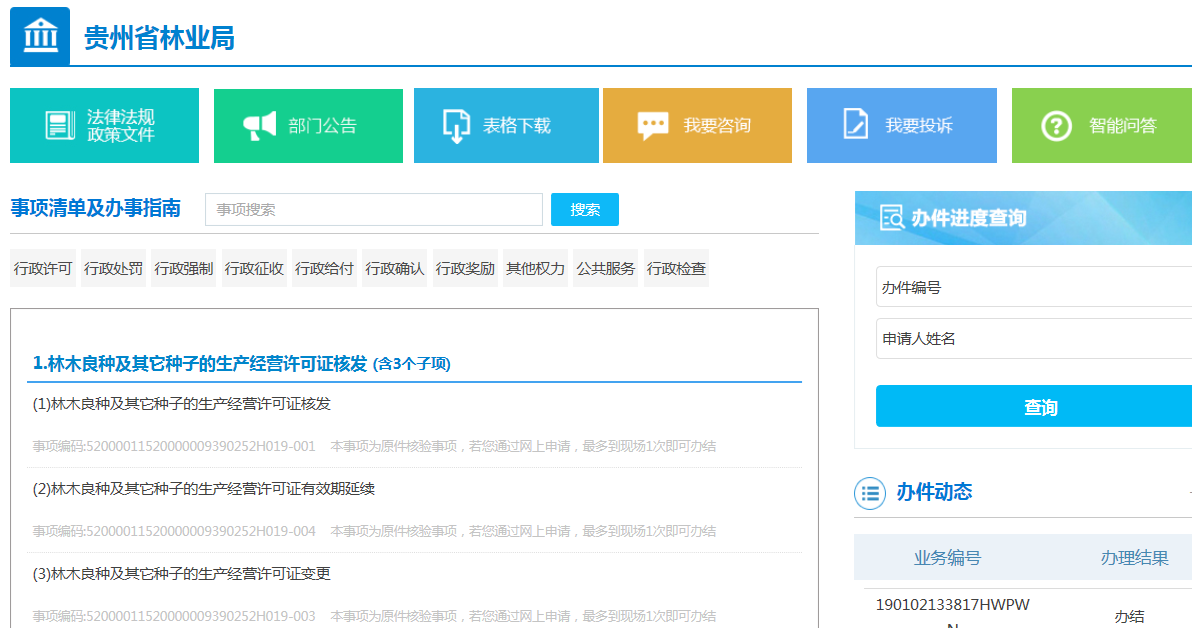 贵州省林业局
法律法规
政策文件
部门公告
表格下载
我要咨询
我要投诉
智能问答
事项清单及办事指南
事项搜索
搜索
行政许可 行政处罚 行政强制 行政征收 行政给付 行政确认 行政奖励 其他权力 公共服务 行政检查
1.林木良种及其它种子的生产经营许可证核发 (含3个子项)
(1)林木良种及其它种子的生产经营许可证核发
事项编码:52000011520000009390252H019-001 本事项为原件核验事项，若您通过网上申请，最多到现场1次即可办结
(2)林木良种及其它种子的生产经营许可证有效期延续
事项编码:52000011520000009390252H019-004 本事项为原件核验事项，若您通过网上申请，最多到现场1次即可办结
(3)林木良种及其它种子的生产经营许可证变更
事项编码:52000011520000009390252H019-003 本事项为原件核验事项，若您通过网上申请，最多到现场1次即可办结
办件进度查询
办件编号
申请人姓名
查询
办件动态
业务编号 办理结果
190102133817HWPW
办结